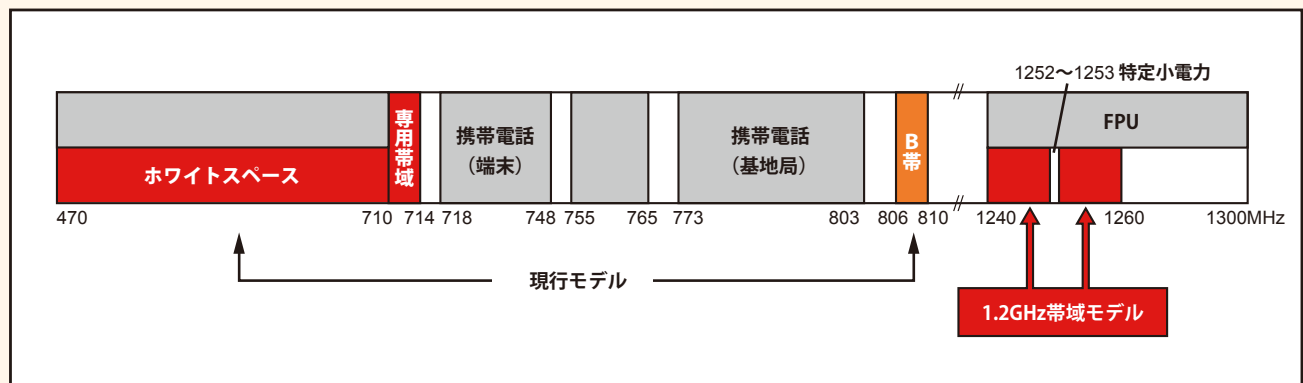 1252〜1253 特定小電力
専用帯域
携帯電話
（端末）
携帯電話
（基地局）
B帯
FPU
ホワイトスペース
470
710
714
718
748
755
765
773
803
806
810
1240
1260
1300MHz
現行モデル
1.2GHz帯域モデル